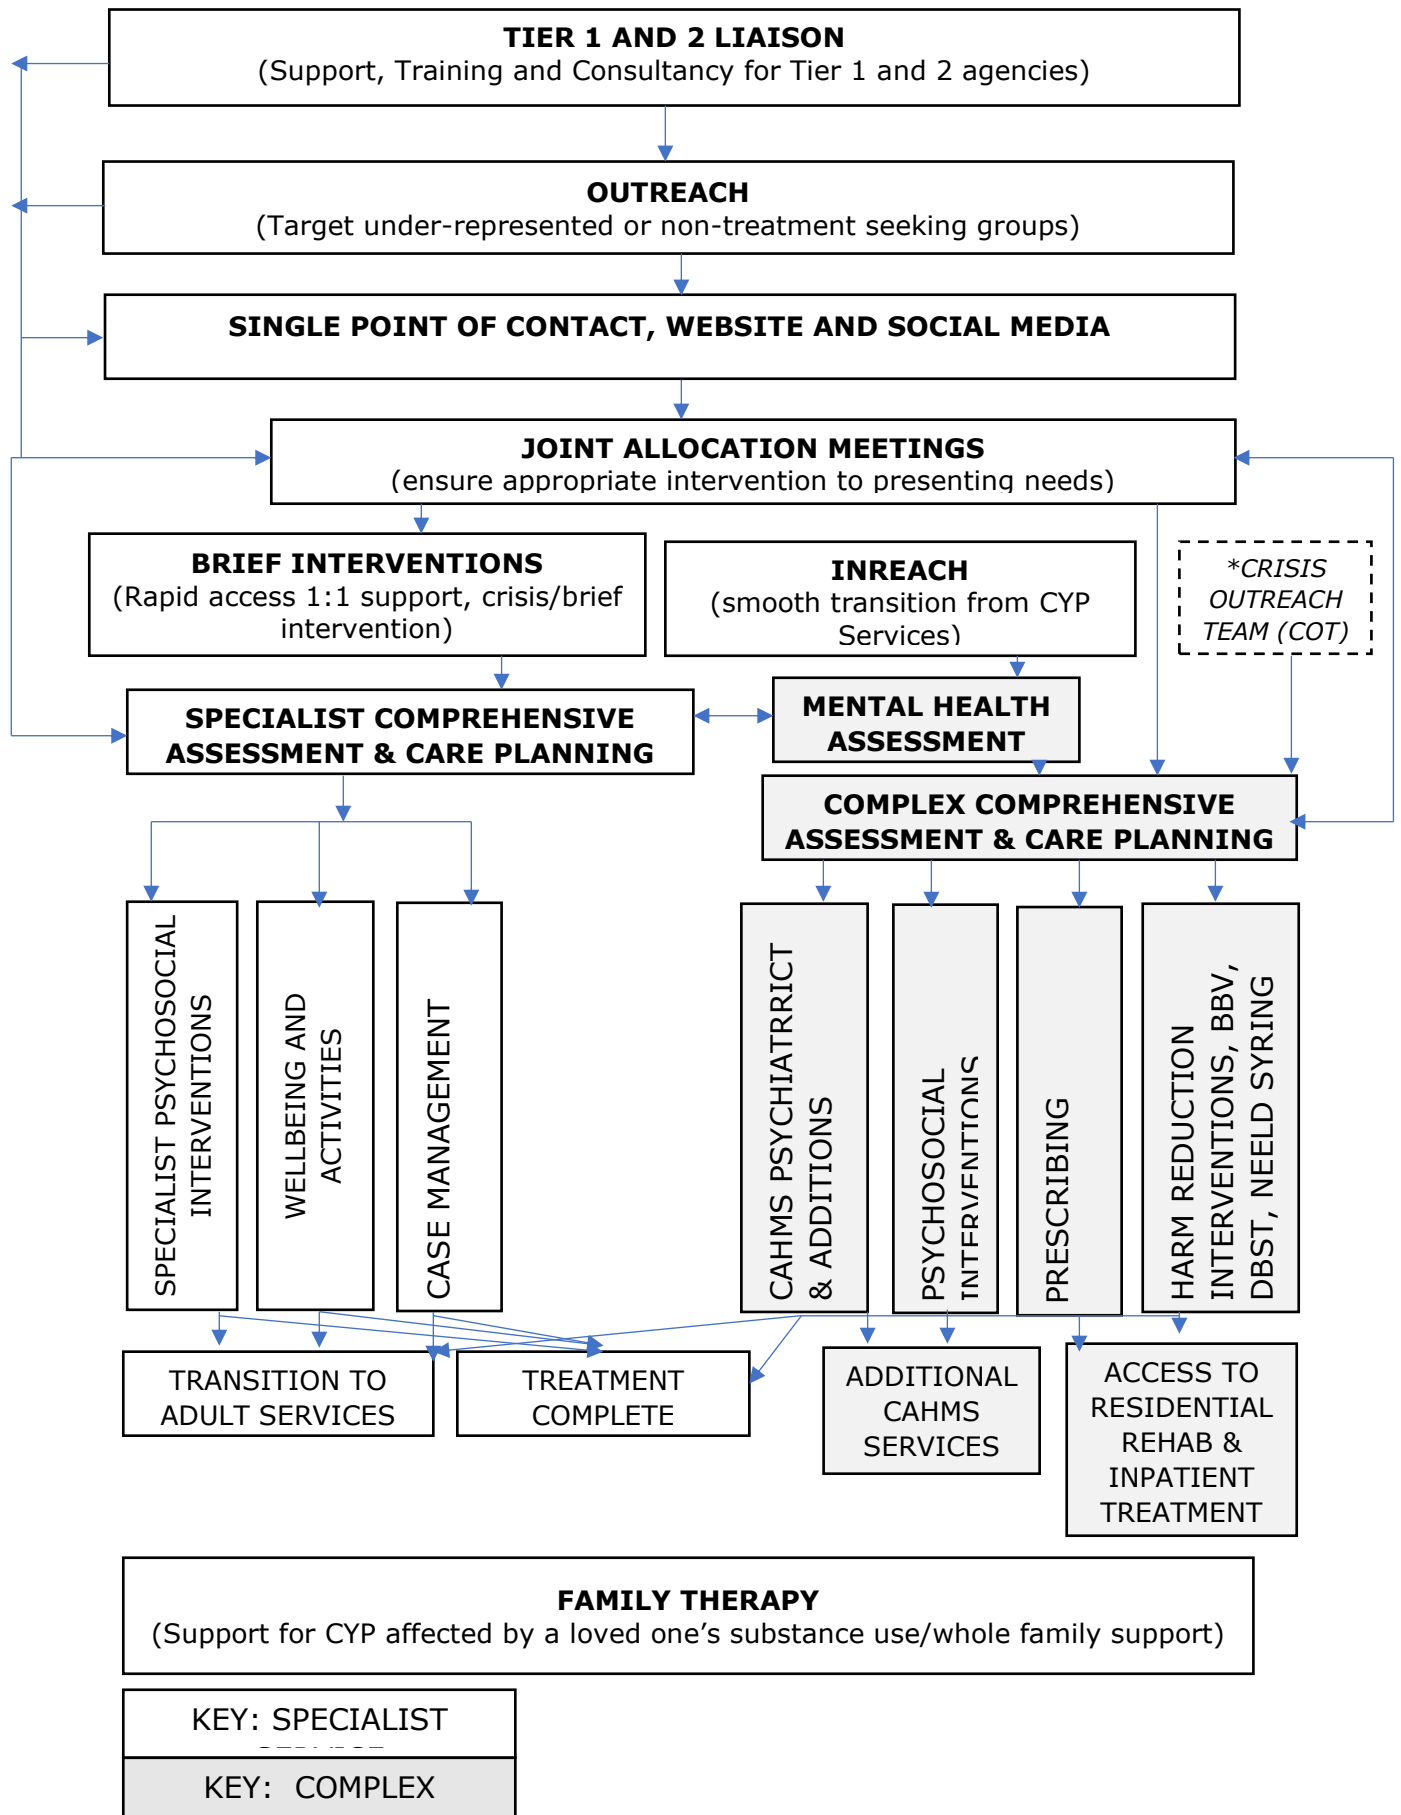 TIER 1 AND 2 LIAISON
(Support, Training and Consultancy for Tier 1 and 2 agencies)
OUTREACH
(Target under-represented or non-treatment seeking groups)
SINGLE POINT OF CONTACT, WEBSITE AND SOCIAL MEDIA
JOINT ALLOCATION MEETINGS
(ensure appropriate intervention to presenting needs)
BRIEF INTERVENTIONS
(Rapid access 1:1 support, crisis/brief
intervention)
INREACH
(smooth transition from CYP
Services)
*CRISIS
OUTREACH
TEAM (COT)
SPECIALIST COMPREHENSIVE
ASSESSMENT & CARE PLANNING
MENTAL HEALTH
ASSESSMENT
COMPLEX COMPREHENSIVE
ASSESSMENT & CARE PLANNING
SPECIALIST PSYCHOSOCIAL
INTERVENTIONS
WELLBEING AND
ACTIVITIES
CASE MANAGEMENT
CAHMS PSYCHIATRRICT
& ADDITIONS
PSYCHOSOCIAL
INTERVENTIONS
PRESCRIBING
HARM REDUCTION
INTERVENTIONS, BBV,
DBST, NEELD SYRING
TRANSITION TO
ADULT SERVICES
TREATMENT
COMPLETE
ADDITIONAL
CAHMS
SERVICES
ACCESS TO
RESIDENTIAL
REHAB &
INPATIENT
TREATMENT
FAMILY THERAPY
(Support for CYP affected by a loved one's substance use/whole family support)
KEY: SPECIALIST
KEY: COMPLEX